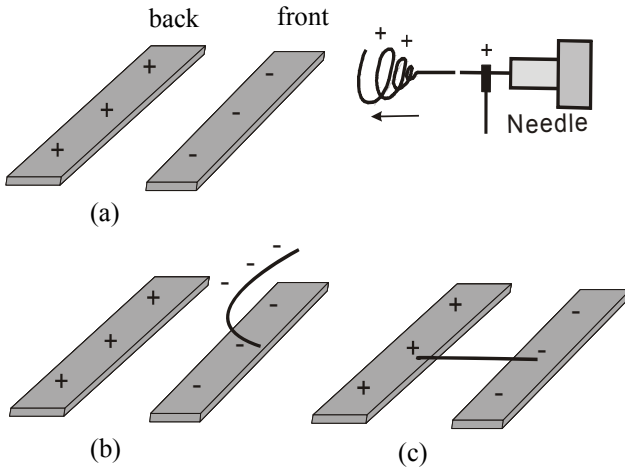 back
front
+ + +
- - -
+ +
+
Needle
(a)
- - -
+ + +
- - -
(b)
+ + +
- - -
(c)